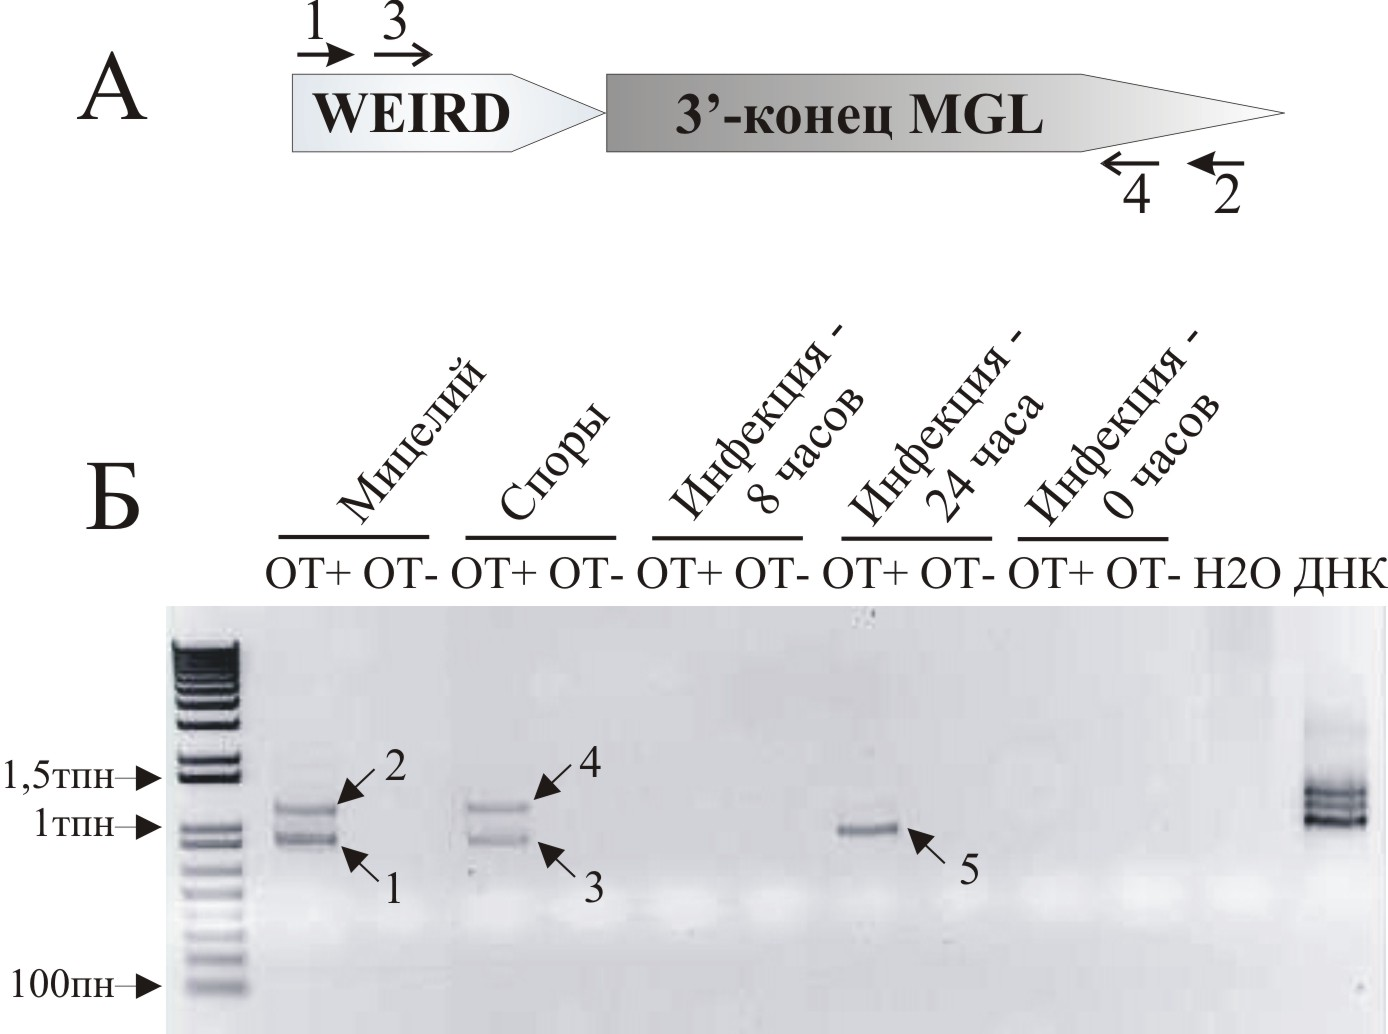 1 3
А
WEIRD 3’-конец MGL
4 2
Б
Мицелий
Споры
Инфекция -
8 часов
Инфекция -
24 часа
Инфекция -
0 часов
ОТ+ ОТ- ОТ+ ОТ- ОТ+ ОТ- ОТ+ ОТ- ОТ+ ОТ- Н2О ДНК
1,5тпн
2
4
1тпн
1
3
5
100пн